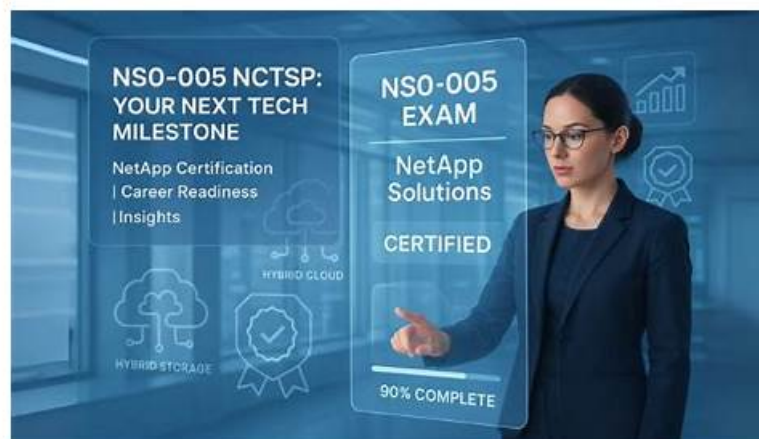 NS0-005 NCTSP:
YOUR NEXT TECH
MILESTONE
NetApp Certification
| Career Readiness
| Insights
HYBRID CLOUD
HYBRID STORAGE
NS0-005
EXAM
NetApp
Solutions
CERTIFIED
90% COMPLETE